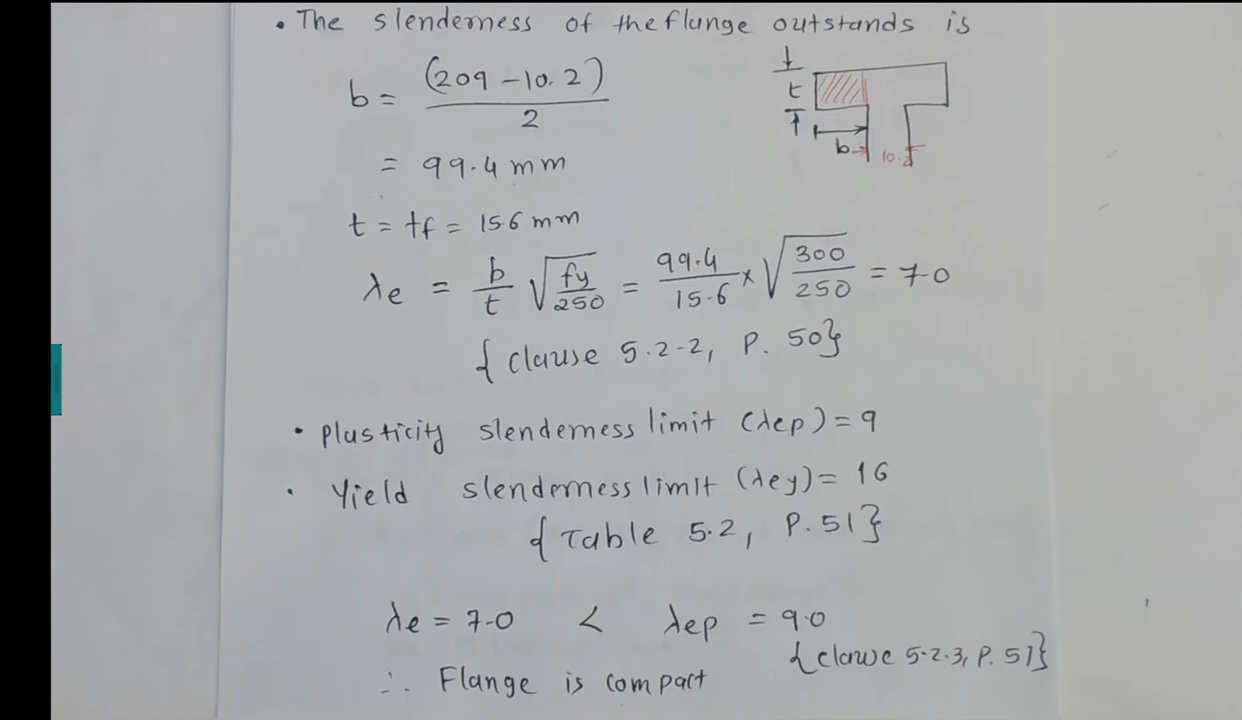 • The slenderness of the flange outstands is
b = (209 - 10.2) / 2
= 99.4 mm
t
b
10.2
t = tf = 15.6 mm
λe = b/t √(fy/250) = 99.4/15.6 × √(300/250) = 7.0
{ clause 5.2.2, P. 50}
• Plasticity slenderness limit (λep) = 9
• Yield slenderness limit (λey) = 16
{ Table 5.2, P. 51}
λe = 7.0 < λep = 9.0
{clause 5.2.3, P. 51}
∴ Flange is compact